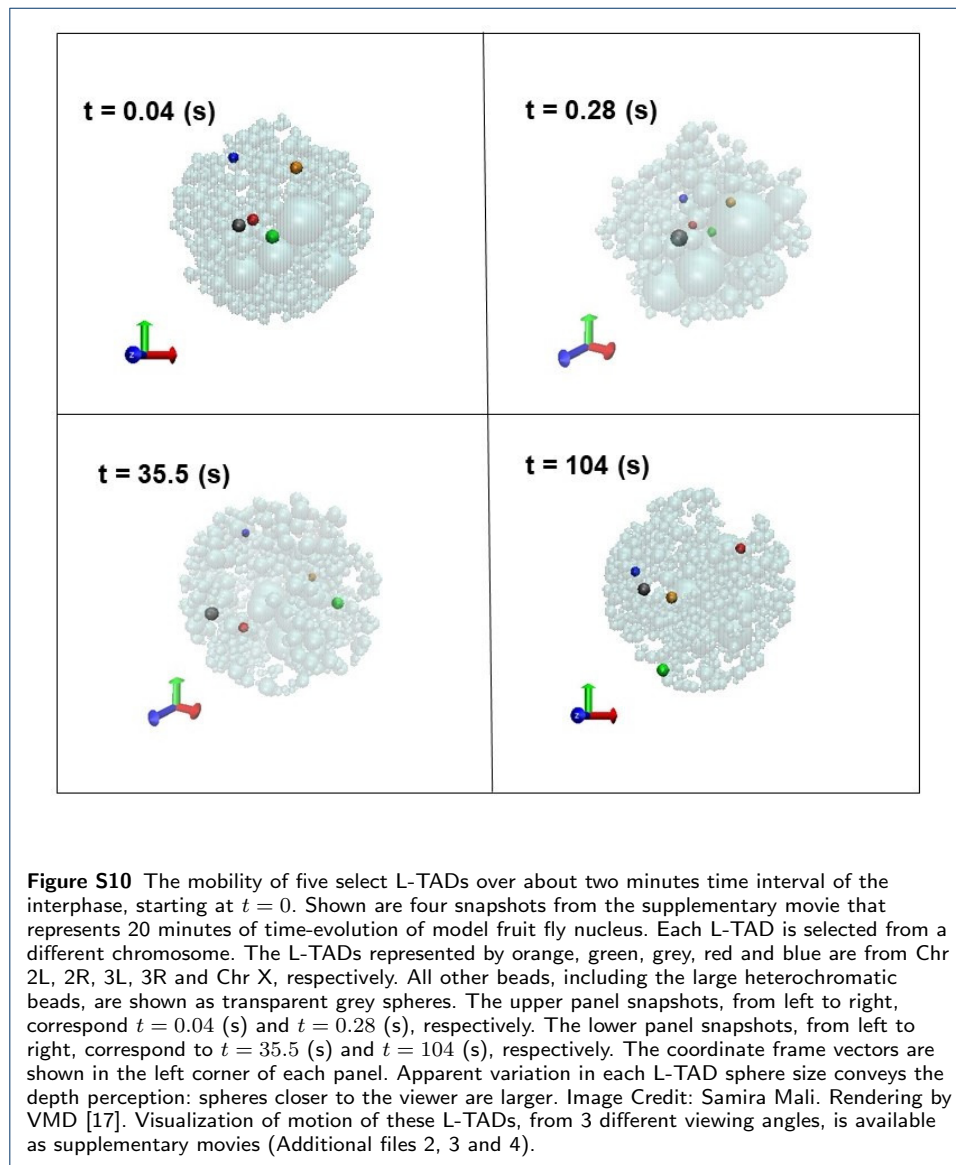 t = 0.04 (s)
t = 0.28 (s)
z
t = 35.5 (s)
t = 104 (s)
z
Figure S10 The mobility of five select L-TADs over about two minutes time interval of the
interphase, starting at t = 0. Shown are four snapshots from the supplementary movie that
represents 20 minutes of time-evolution of model fruit fly nucleus. Each L-TAD is selected from a
different chromosome. The L-TADs represented by orange, green, grey, red and blue are from Chr
2L, 2R, 3L, 3R and Chr X, respectively. All other beads, including the large heterochromatic
beads, are shown as transparent grey spheres. The upper panel snapshots, from left to right,
correspond t = 0.04 (s) and t = 0.28 (s), respectively. The lower panel snapshots, from left to
right, correspond to t = 35.5 (s) and t = 104 (s), respectively. The coordinate frame vectors are
shown in the left corner of each panel. Apparent variation in each L-TAD sphere size conveys the
depth perception: spheres closer to the viewer are larger. Image Credit: Samira Mali. Rendering by
VMD [17]. Visualization of motion of these L-TADs, from 3 different viewing angles, is available
as supplementary movies (Additional files 2, 3 and 4).